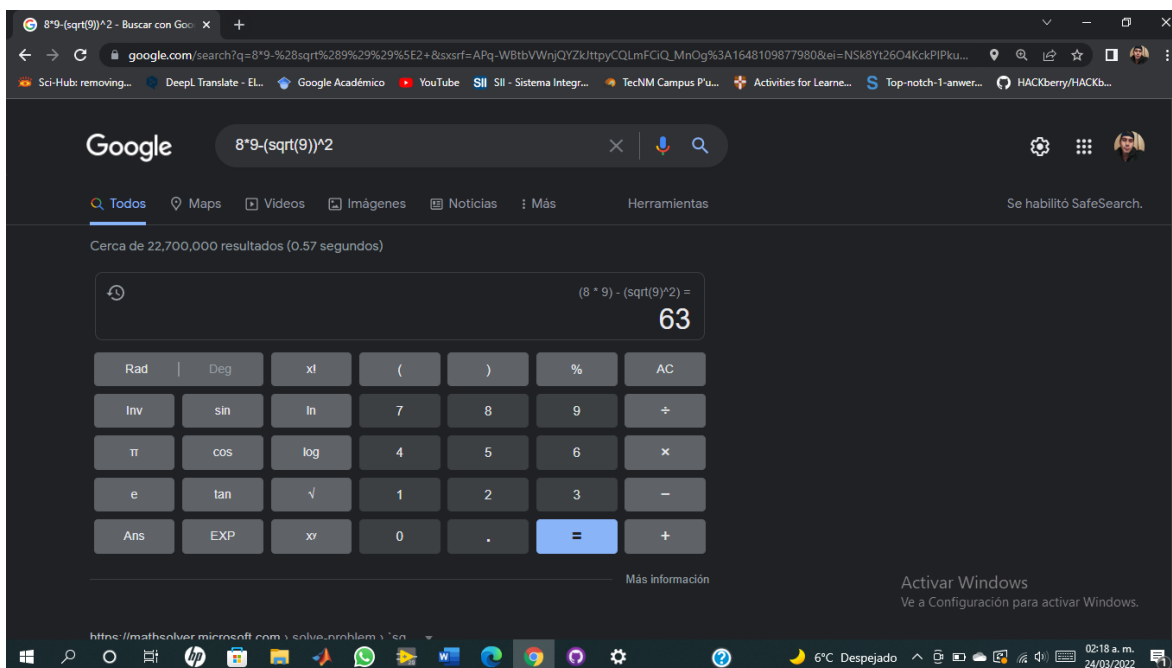 8*9-(sqrt(9))^2 - Buscar con Goo
google.com/search?q=8*9-%28sqrt%289%29%29%5E2+&sxsrf=APq-WBtbVWnjQYZkJttpyCQLmFCiQ_MnOg%3A1648109877980&ei=NSk8Yt26O4KckPIPku...
Sci-Hub: removing... DeepL Translate - EL... Google Académico YouTube SII SII - Sistema Integr... TecNM Campus P'u... Activities for Learne... S Top-notch-1-anwer... HACKberry/HACKb...
Google 8*9-(sqrt(9))^2
Todos Maps Videos Imágenes Noticias Más Herramientas Se habilitó SafeSearch.
Cerca de 22,700,000 resultados (0.57 segundos)
(8 * 9) - (sqrt(9)^2) =
63
Rad | Deg x! ( ) % AC
Inv sin ln 7 8 9 ÷
π cos log 4 5 6 ×
e tan √ 1 2 3 −
Ans EXP xʸ 0 . = +
Más información
Activar Windows
Ve a Configuración para activar Windows.
https://mathsolver.microsoft.com › solve-problem › `sq...
hp W 6°C Despejado 02:18 a. m.
24/03/2022